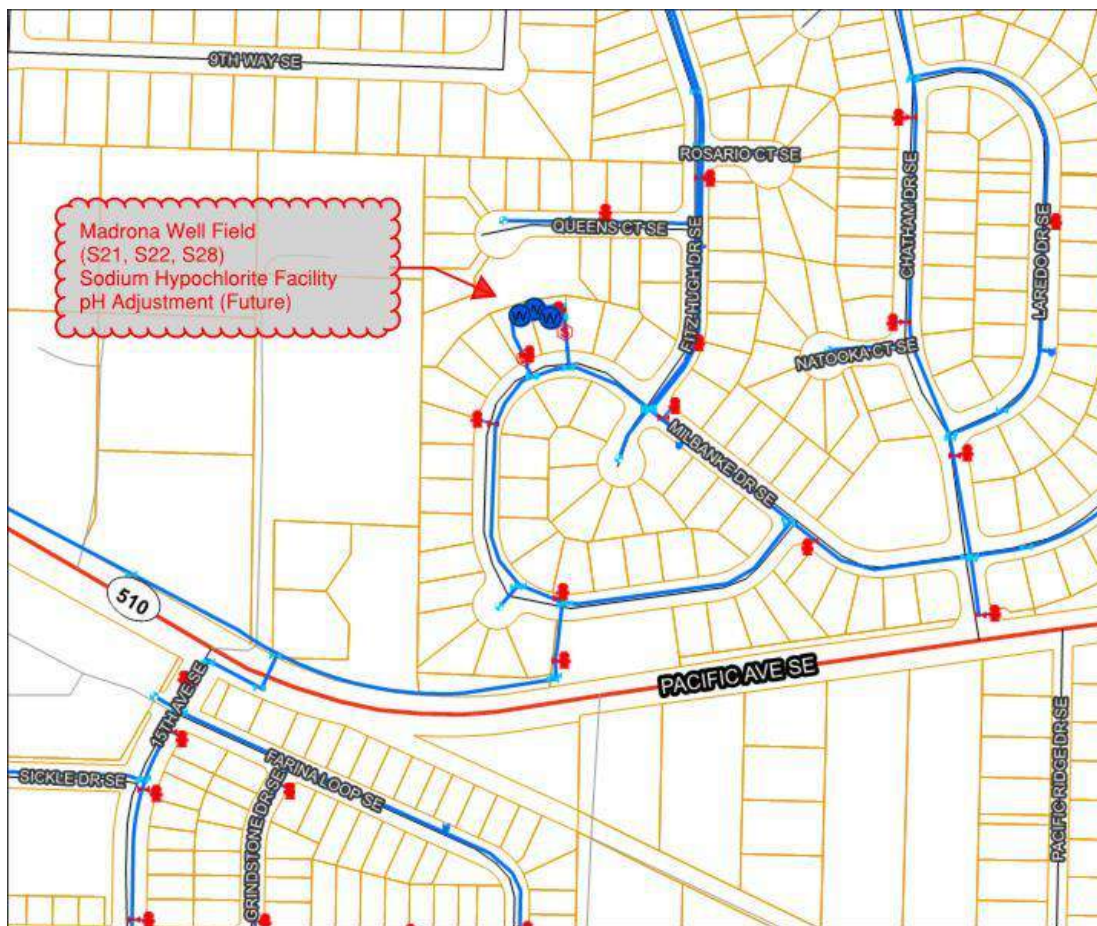 9TH WAY SE
ROSARIO CT SE
QUEENS CT SE
FITZ HUGH DR SE
CHATHAM DR SE
LAREDO DR SE
Madrona Well Field
(S21, S22, S28)
Sodium Hypochlorite Facility
pH Adjustment (Future)
W
W
W
S
NATOOKA CT SE
MILBANKE DR SE
510
PACIFIC AVE SE
15TH AVE SE
SICKLE DR SE
FARINA LOOP SE
GRINDSTONE DR SE
PACIFIC RIDGE DR SE